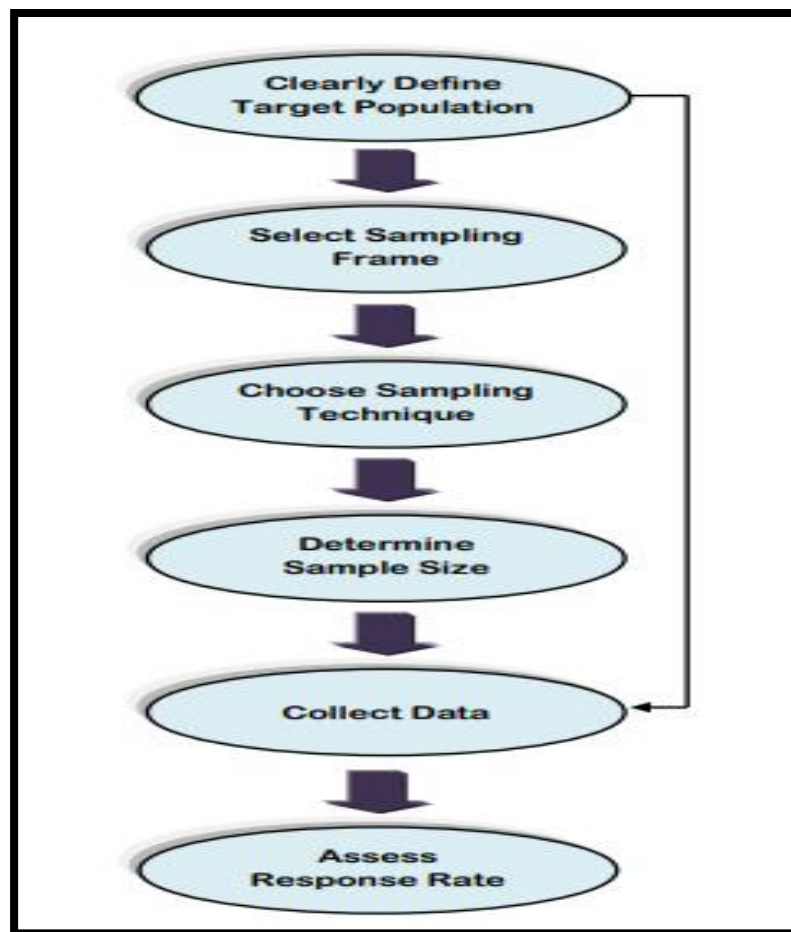 Clearly Define
Target Population
Select Sampling
Frame
Choose Sampling
Technique
Determine
Sample Size
Collect Data
Assess
Response Rate